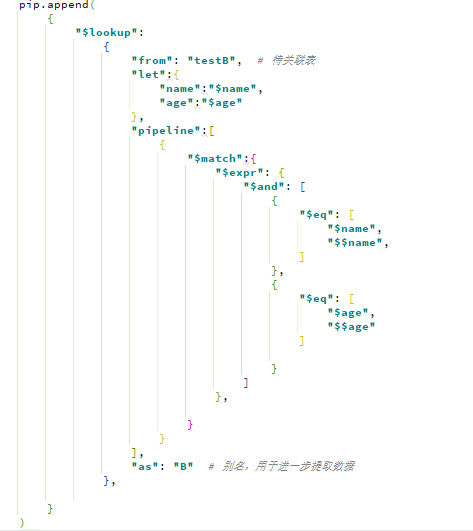 pip.append(
{
"$lookup":
{
"from": "testB",  # 待关联表
"let":{
"name":"$name",
"age":"$age"
},
"pipeline":[
{
"$match":{
"$expr": {
"$and": [
{
"$eq": [
"$name",
"$$name",
]
},
{
"$eq": [
"$age",
"$$age"
]
}
]
},
}
}
],
"as": "B"  # 别名，用于进一步提取数据
},
}
)